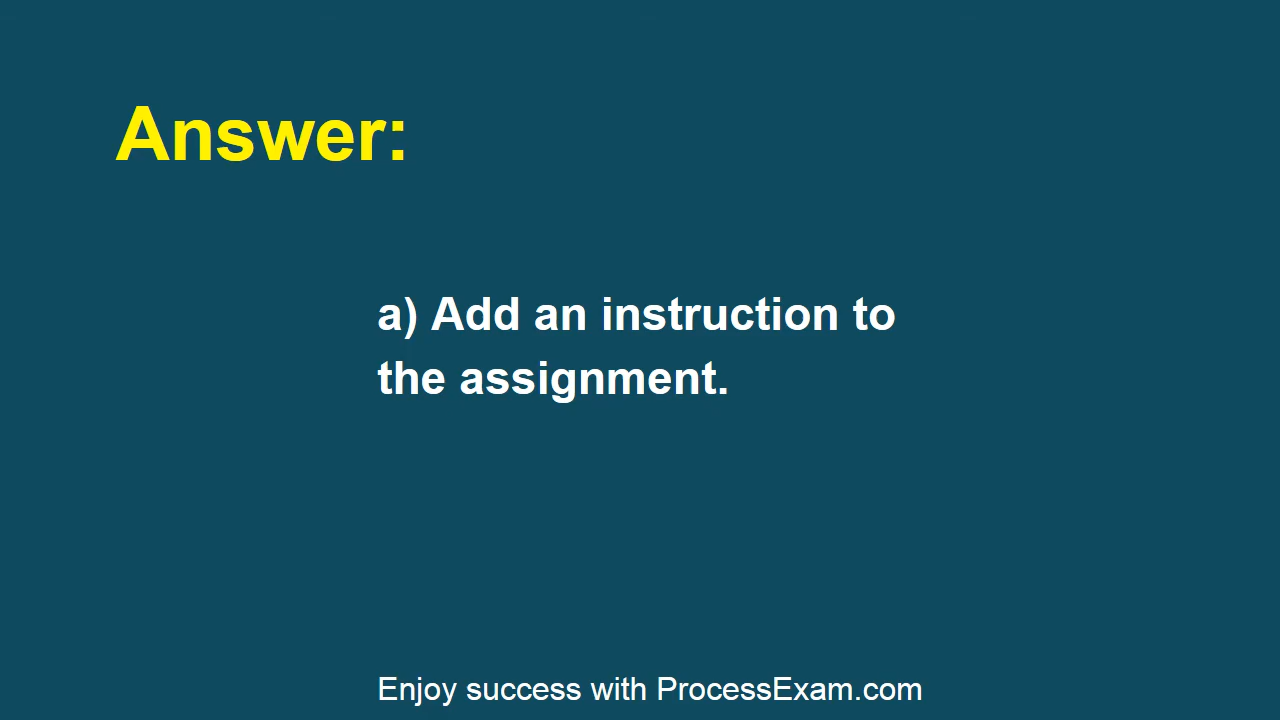 Answer:
a) Add an instruction to
the assignment.
Enjoy success with ProcessExam.com